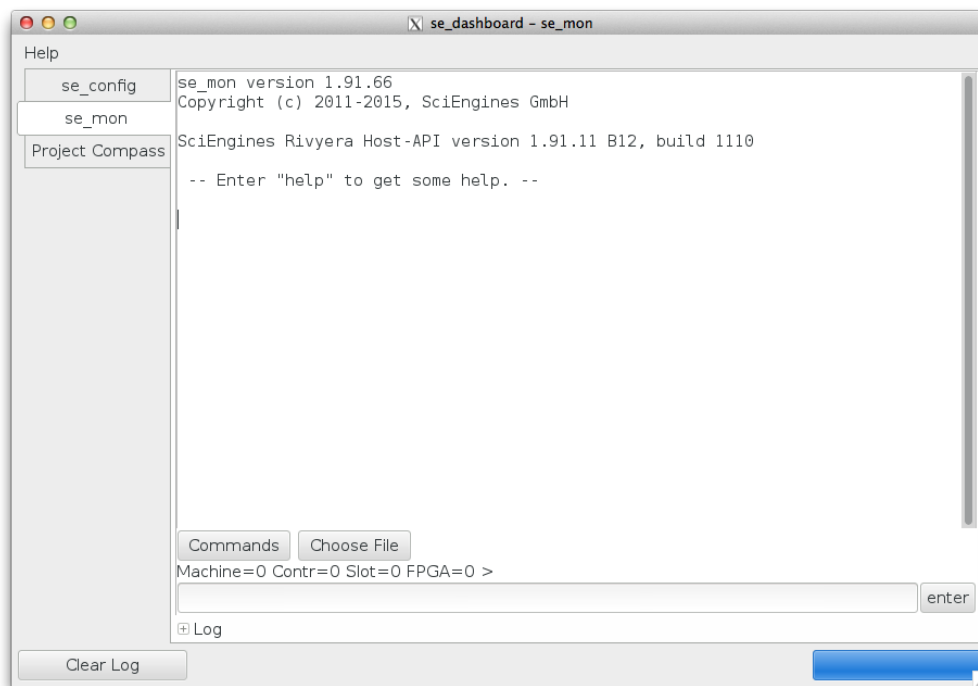 se_dashboard – se_mon
Help
se_config
se_mon
Project Compass
se_mon version 1.91.66
Copyright (c) 2011-2015, SciEngines GmbH
SciEngines Rivyera Host-API version 1.91.11 B12, build 1110
-- Enter "help" to get some help. --
Commands
Choose File
Machine=0 Contr=0 Slot=0 FPGA=0 >
enter
Log
Clear Log